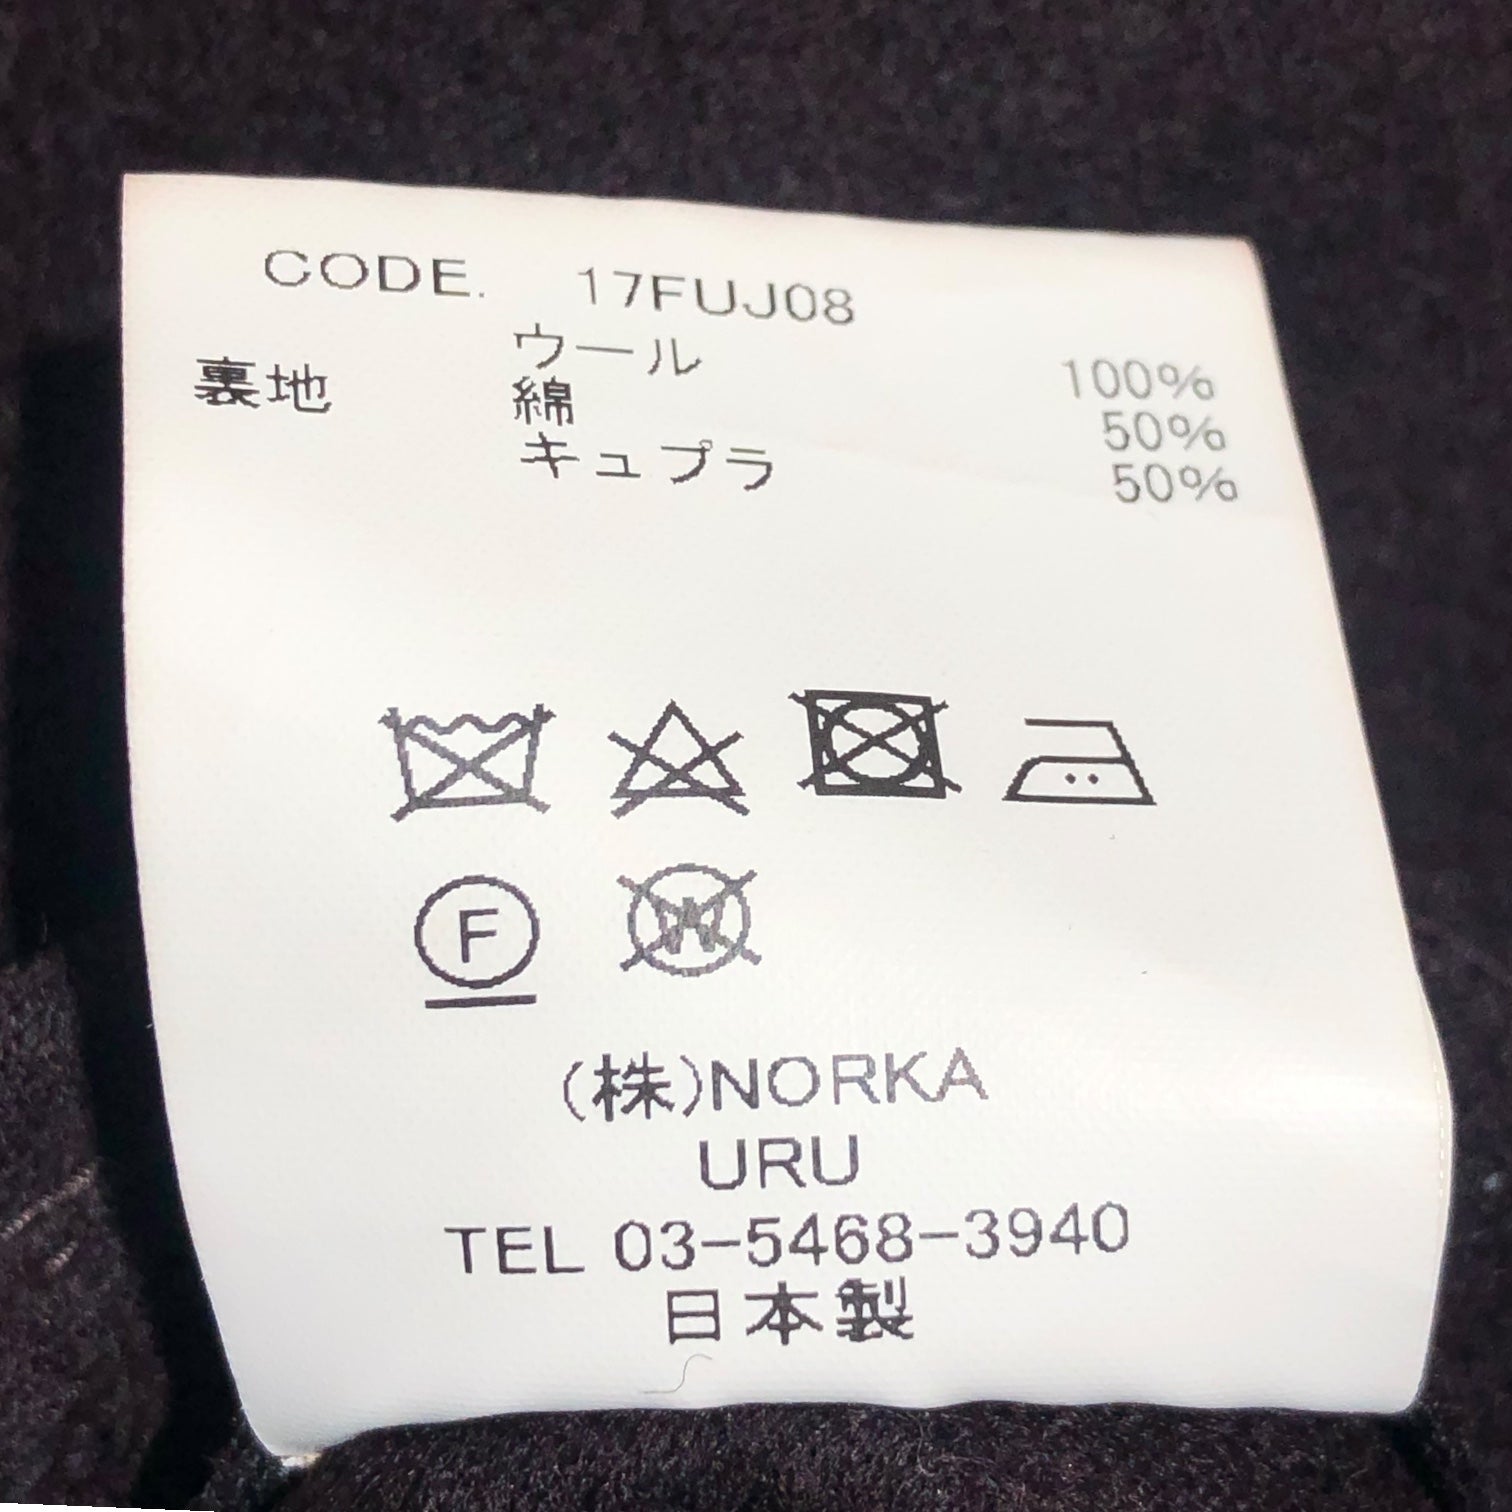 CODE. 17FUJ08
ウール 100%
裏地 綿 50%
キュプラ 50%
F
W
(株)NORKA
URU
TEL 03-5468-3940
日本製